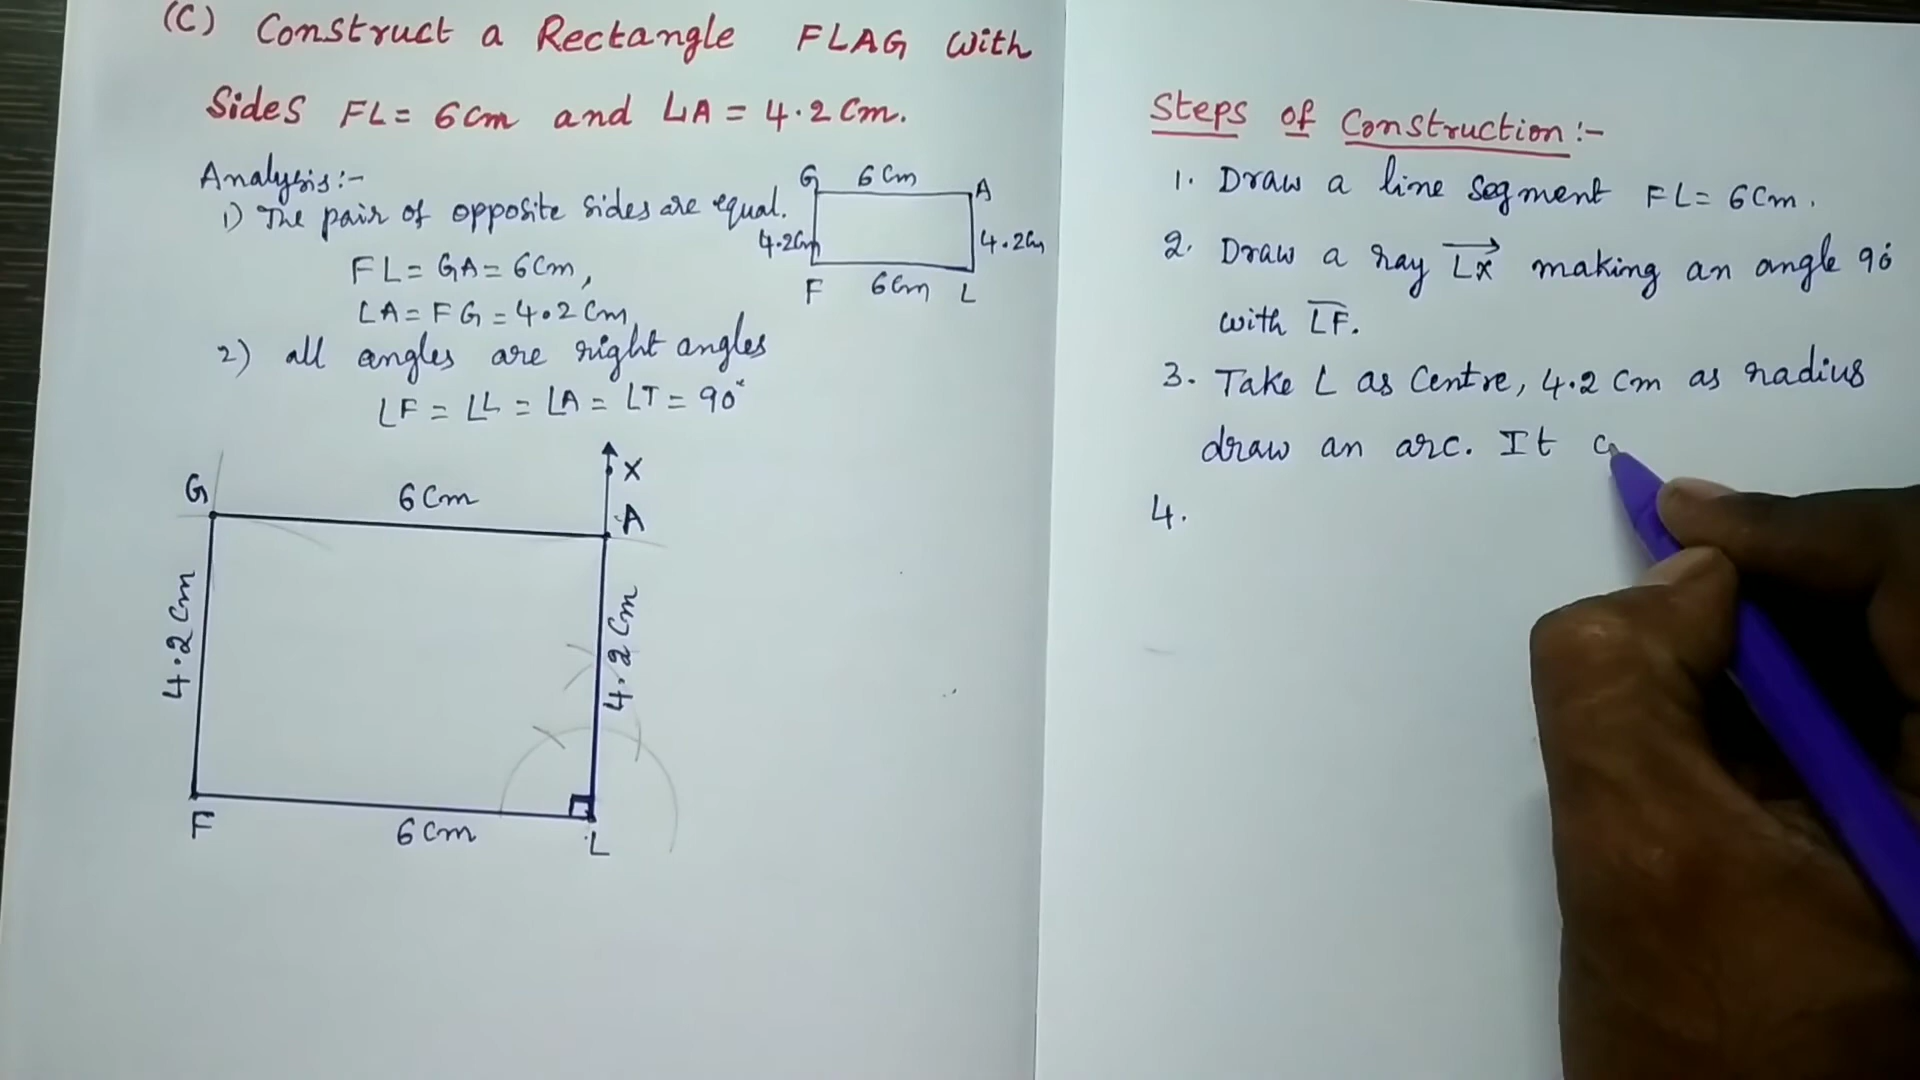 (C) Construct a Rectangle FLAG with
Sides FL = 6cm and LA = 4.2 Cm.
Analysis:-
1) The pair of opposite sides are equal.
FL = GA = 6Cm,
LA = FG = 4.2 Cm
2) all angles are right angles
∠F = ∠L = ∠A = ∠T = 90°
G 6 Cm A
4.2Cm 4.2Cm
F 6Cm L
X
G 6 Cm A
4.2 Cm 4.2 Cm
F 6 Cm L
Steps of Construction:-
1. Draw a line segment FL = 6Cm.
2. Draw a ray \overrightarrow{LX} making an angle 90°
with \overline{LF}.
3. Take L as Centre, 4.2 Cm as radius
draw an arc. It
4.